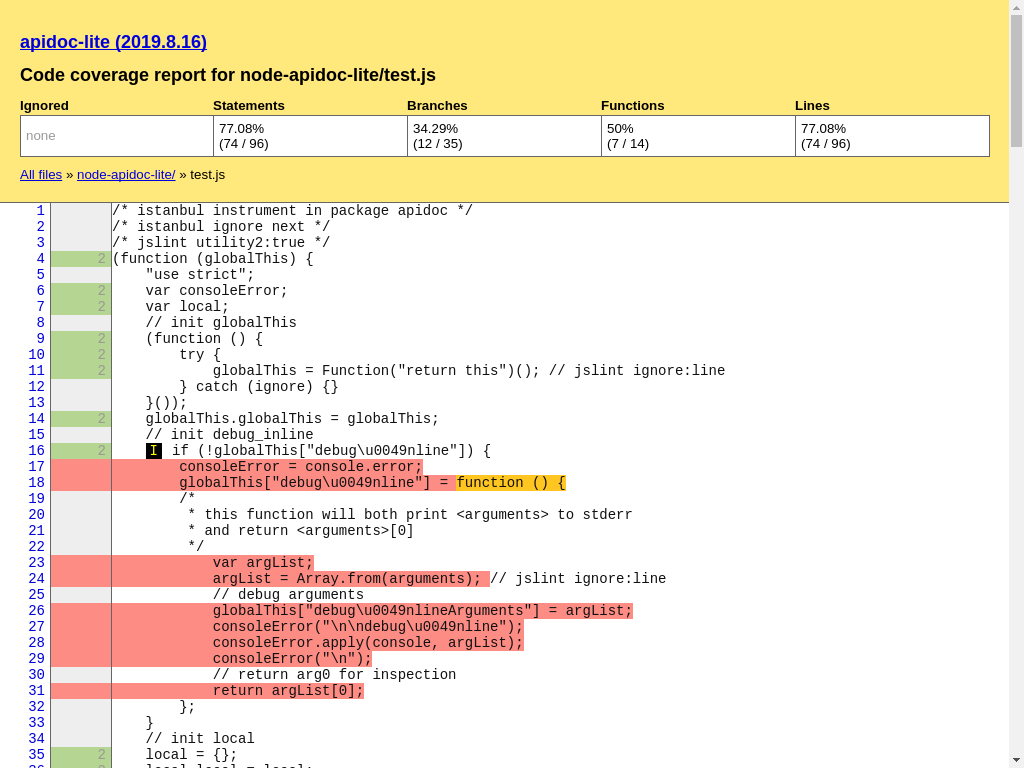 apidoc-lite (2019.8.16)
Code coverage report for node-apidoc-lite/test.js
Ignored Statements Branches Functions Lines
none 77.08% (74 / 96) 34.29% (12 / 35) 50% (7 / 14) 77.08% (74 / 96)
All files » node-apidoc-lite/ » test.js
1 /* istanbul instrument in package apidoc */
2 /* istanbul ignore next */
3 /* jslint utility2:true */
4 2 (function (globalThis) {
5     "use strict";
6 2     var consoleError;
7 2     var local;
8     // init globalThis
9 2     (function () {
10 2         try {
11 2             globalThis = Function("return this")(); // jslint ignore:line
12         } catch (ignore) {}
13     }());
14 2     globalThis.globalThis = globalThis;
15     // init debug_inline
16 2     I if (!globalThis["debug\u0049nline"]) {
17         consoleError = console.error;
18         globalThis["debug\u0049nline"] = function () {
19         /*
20          * this function will both print <arguments> to stderr
21          * and return <arguments>[0]
22          */
23             var argList;
24             argList = Array.from(arguments); // jslint ignore:line
25             // debug arguments
26             globalThis["debug\u0049nlineArguments"] = argList;
27             consoleError("\n\ndebug\u0049nline");
28             consoleError.apply(console, argList);
29             consoleError("\n");
30             // return arg0 for inspection
31             return argList[0];
32         };
33     }
34     // init local
35 2     local = {};